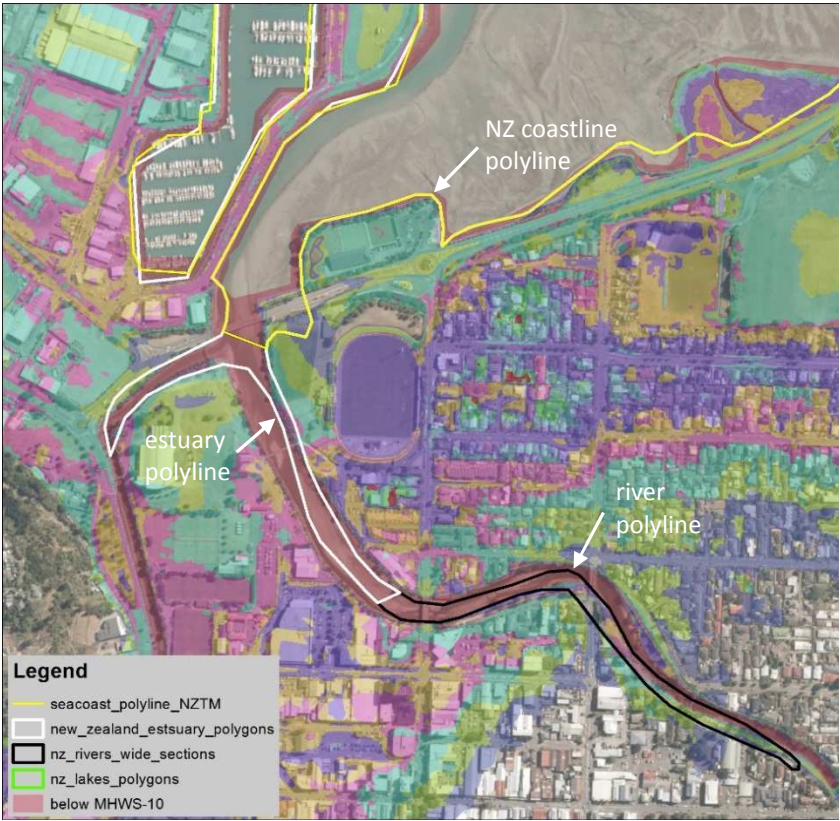 NZ coastline
polyline
estuary
polyline
river
polyline
Legend
seacoast_polyline_NZTM
new_zealand_estsuary_polygons
nz_rivers_wide_sections
nz_lakes_polygons
below MHWS-10